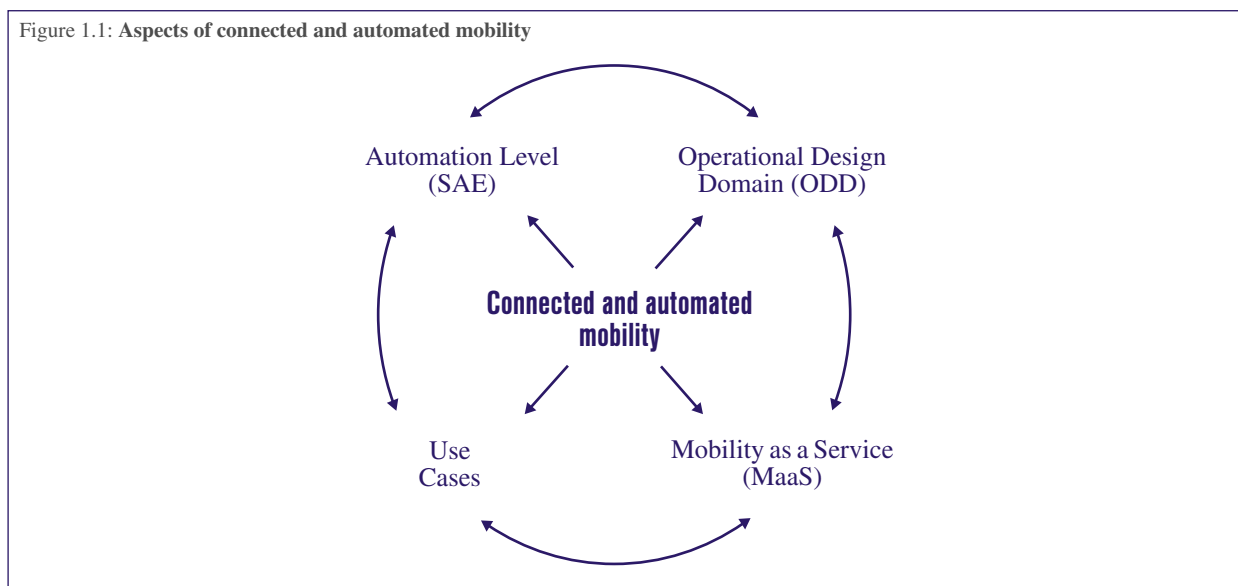 Figure 1.1: Aspects of connected and automated mobility
Automation Level
(SAE)
Operational Design
Domain (ODD)
Connected and automated
mobility
Use
Cases
Mobility as a Service
(MaaS)